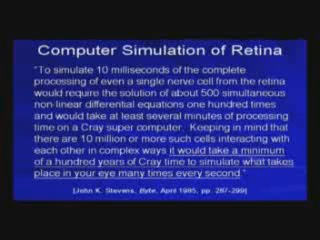 Computer Simulation of Retina
"To simulate 10 milliseconds of the complete
processing of even a single nerve cell from the retina
would require the solution of about 500 simultaneous
non-linear differential equations one hundred times
and would take at least several minutes of processing
time on a Cray super computer. Keeping in mind that
there are 10 million or more such cells interacting with
each other in complex ways it would take a minimum
of a hundred years of Cray time to simulate what takes
place in your eye many times every second."
[John K. Stevens, Byte, April 1985, pp. 287-299]